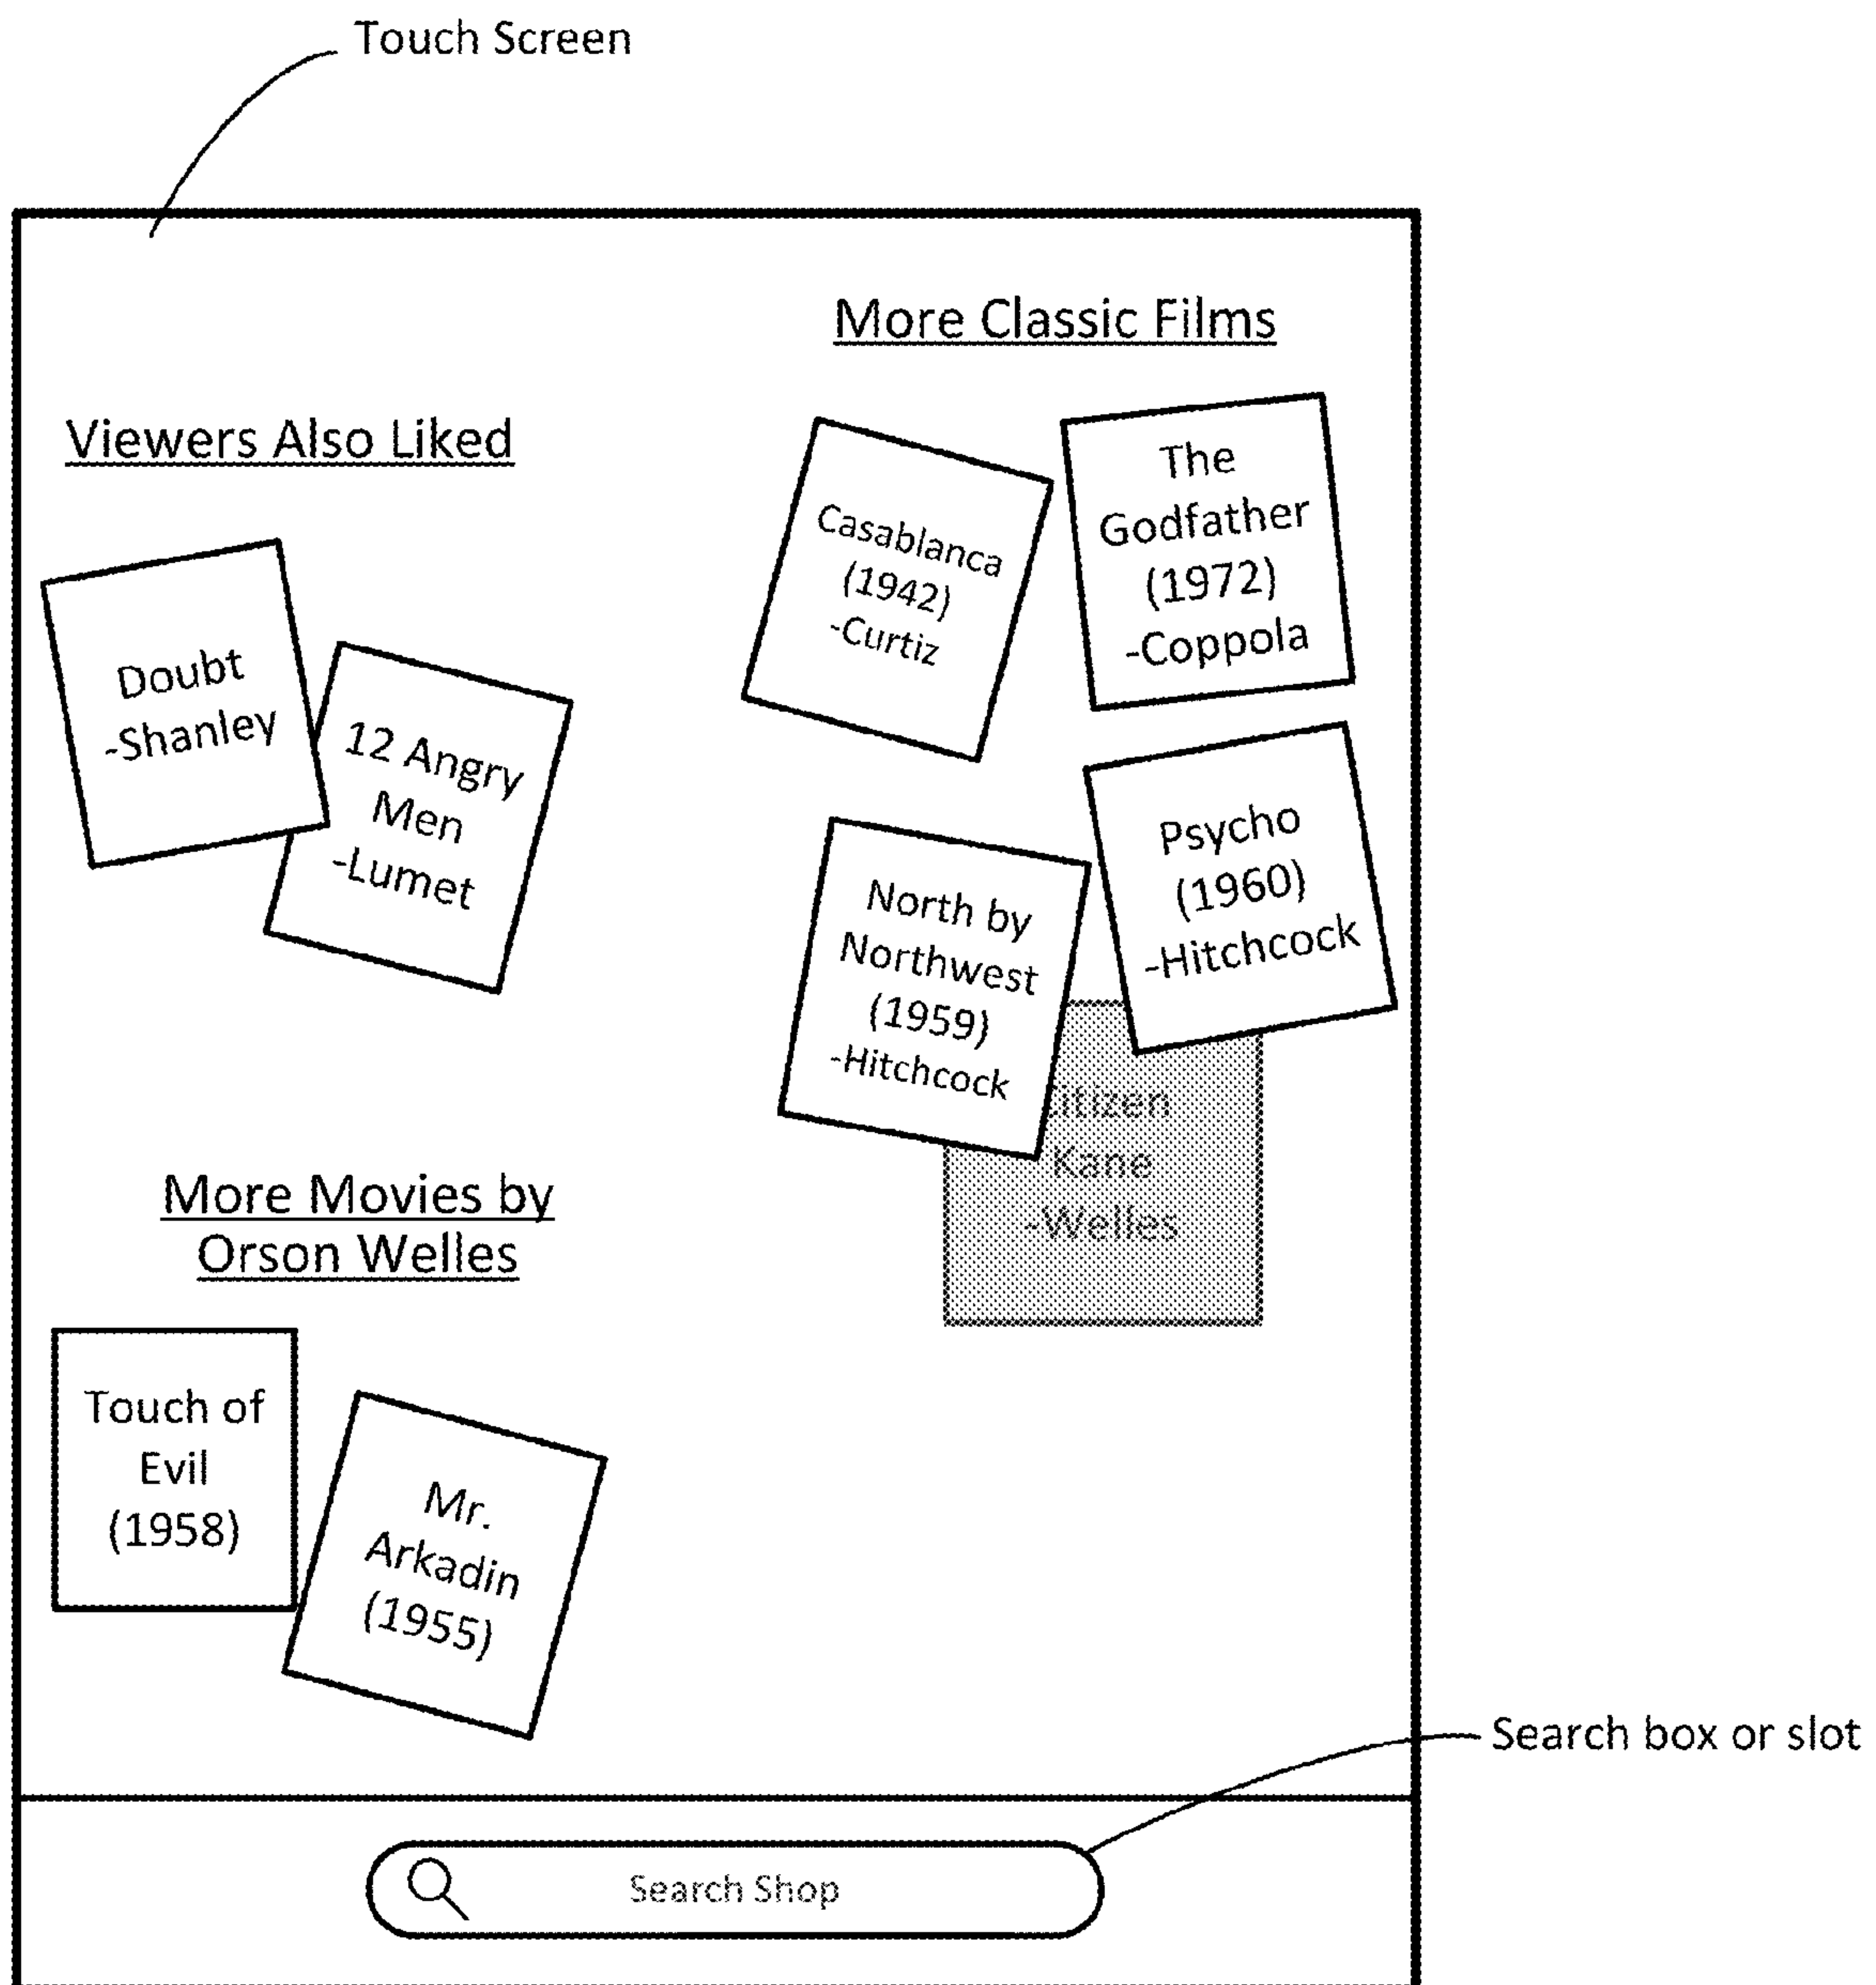 Touch Screen
More Classic Films
Viewers Also Liked
Casablanca
(1942)
-Curtiz
The
Godfather
(1972)
-Coppola
Doubt
-Shanley
12 Angry
Men
-Lumet
North by
Northwest
(1959)
-Hitchcock
Psycho
(1960)
-Hitchcock
itizen
Kane
-Welles
More Movies by
Orson Welles
Touch of
Evil
(1958)
Mr.
Arkadin
(1955)
Search box or slot
Search Shop